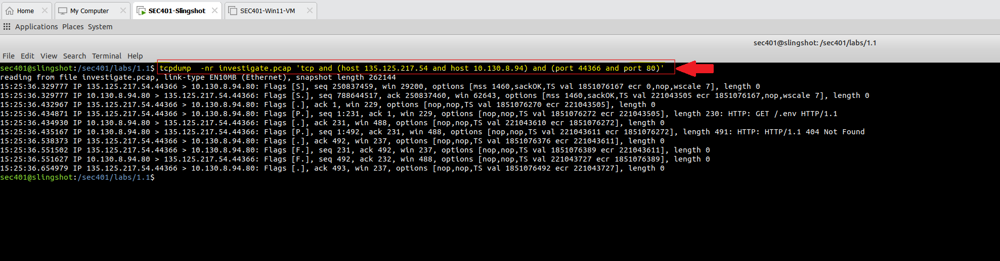 Home My Computer SEC401-Slingshot SEC401-Win11-VM
Applications Places System
sec401@slingshot: /sec401/labs/1.1
File Edit View Search Terminal Help
sec401@slingshot:/sec401/labs/1.1$ tcpdump  -nr investigate.pcap 'tcp and (host 135.125.217.54 and host 10.130.8.94) and (port 44366 and port 80)'
reading from file investigate.pcap, link-type EN10MB (Ethernet), snapshot length 262144
15:25:36.329777 IP 135.125.217.54.44366 > 10.130.8.94.80: Flags [S], seq 250837459, win 29200, options [mss 1460,sackOK,TS val 1851076167 ecr 0,nop,wscale 7], length 0
15:25:36.329777 IP 10.130.8.94.80 > 135.125.217.54.44366: Flags [S.], seq 788644517, ack 250837460, win 62643, options [mss 1460,sackOK,TS val 221043505 ecr 1851076167,nop,wscale 7], length 0
15:25:36.432967 IP 135.125.217.54.44366 > 10.130.8.94.80: Flags [.], ack 1, win 229, options [nop,nop,TS val 1851076270 ecr 221043505], length 0
15:25:36.434871 IP 135.125.217.54.44366 > 10.130.8.94.80: Flags [P.], seq 1:231, ack 1, win 229, options [nop,nop,TS val 1851076272 ecr 221043505], length 230: HTTP: GET /.env HTTP/1.1
15:25:36.434930 IP 10.130.8.94.80 > 135.125.217.54.44366: Flags [.], ack 231, win 488, options [nop,nop,TS val 221043610 ecr 1851076272], length 0
15:25:36.435167 IP 10.130.8.94.80 > 135.125.217.54.44366: Flags [P.], seq 1:492, ack 231, win 488, options [nop,nop,TS val 221043611 ecr 1851076272], length 491: HTTP: HTTP/1.1 404 Not Found
15:25:36.538373 IP 135.125.217.54.44366 > 10.130.8.94.80: Flags [.], ack 492, win 237, options [nop,nop,TS val 1851076376 ecr 221043611], length 0
15:25:36.551502 IP 135.125.217.54.44366 > 10.130.8.94.80: Flags [F.], seq 231, ack 492, win 237, options [nop,nop,TS val 1851076389 ecr 221043611], length 0
15:25:36.551627 IP 10.130.8.94.80 > 135.125.217.54.44366: Flags [F.], seq 492, ack 232, win 488, options [nop,nop,TS val 221043727 ecr 1851076389], length 0
15:25:36.654979 IP 135.125.217.54.44366 > 10.130.8.94.80: Flags [.], ack 493, win 237, options [nop,nop,TS val 1851076492 ecr 221043727], length 0
sec401@slingshot:/sec401/labs/1.1$